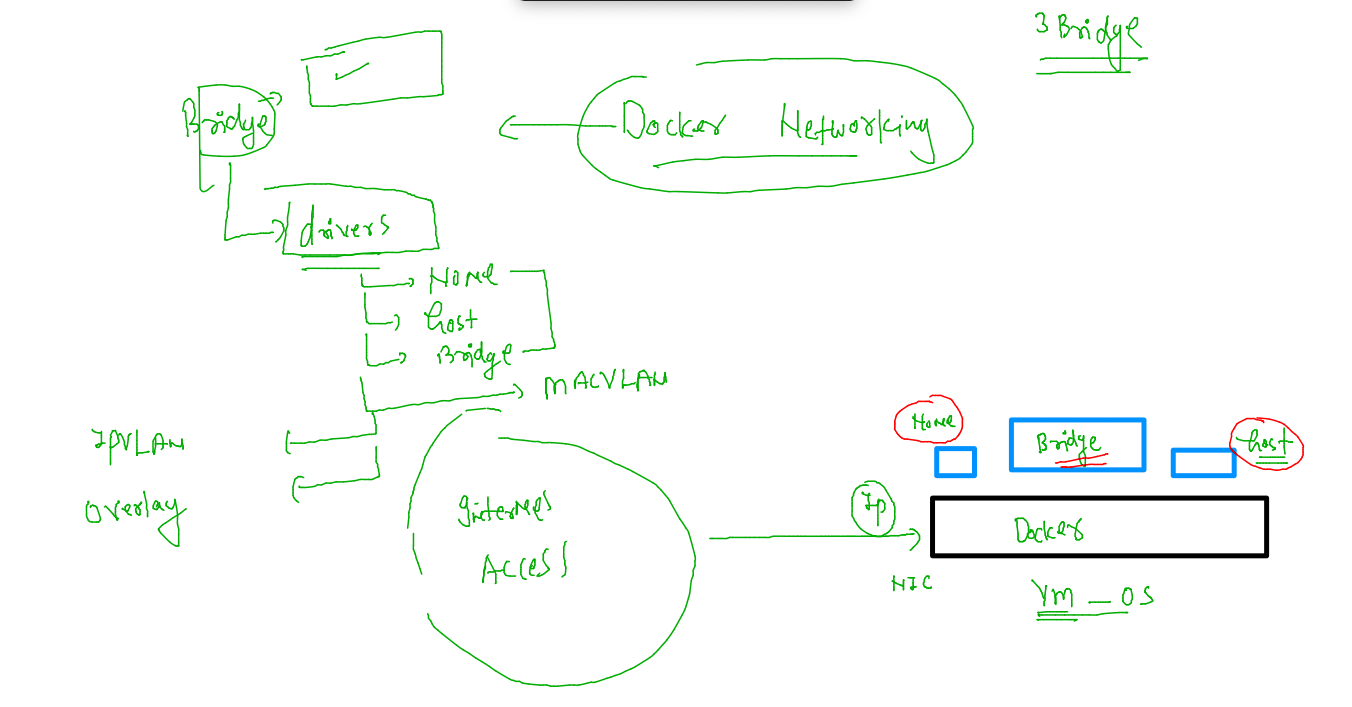 3 Bridge
Docker Networking
Bridge
drivers
None
host
Bridge
MACVLAN
IPVLAN
Overlay
Internet
Access
Ip
NIC
None
Bridge
host
Docker
VM - OS